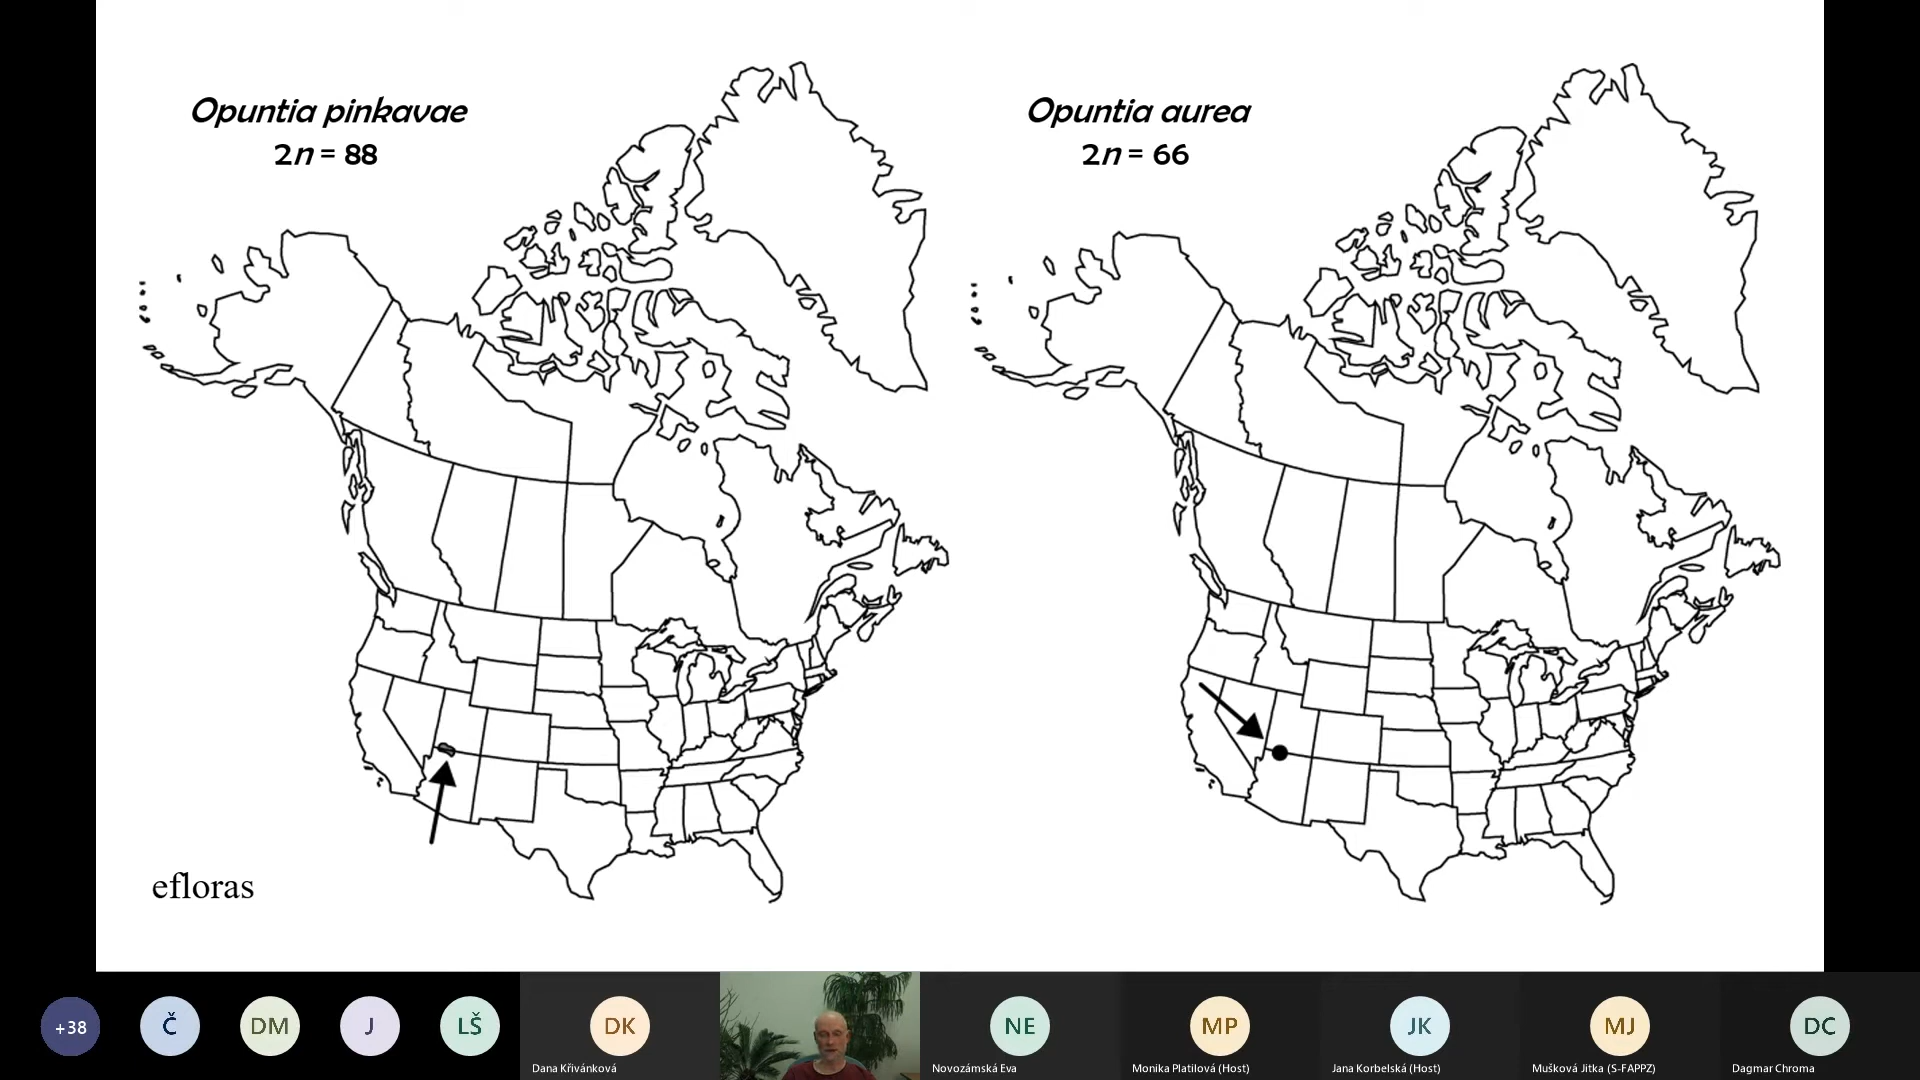 Opuntia pinkavae
2n = 88
Opuntia aurea
2n = 66
efloras
+38
Č
DM
J
LŠ
DK
Dana Křivánková
NE
Novozámská Eva
MP
Monika Platilová (Host)
JK
Jana Korbelská (Host)
MJ
Mušková Jitka (S-FAPPZ)
DC
Dagmar Chroma